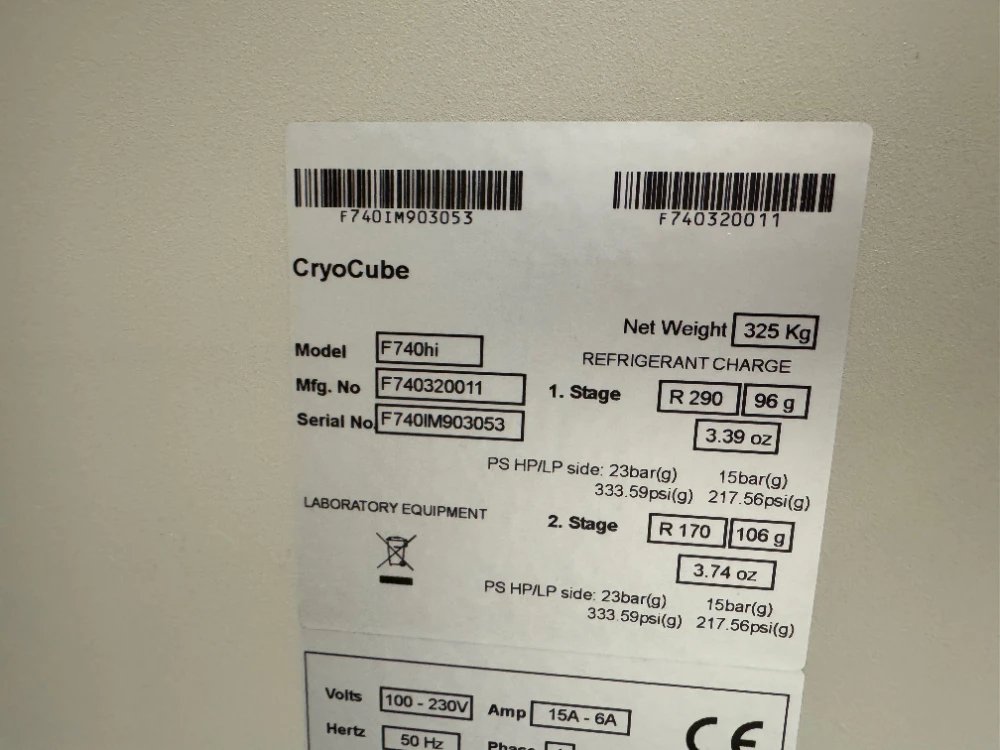 F740IM903053 F740320011
CryoCube
Net Weight 325 Kg
Model F740hi
REFRIGERANT CHARGE
Mfg. No F740320011
1. Stage R 290 96 g
Serial No. F740IM903053
3.39 oz
PS HP/LP side: 23bar(g) 15bar(g)
333.59psi(g) 217.56psi(g)
LABORATORY EQUIPMENT
2. Stage R 170 106 g
3.74 oz
PS HP/LP side: 23bar(g) 15bar(g)
333.59psi(g) 217.56psi(g)
Volts 100 - 230V Amp 15A - 6A
CE
Hertz 50 Hz Phase 1